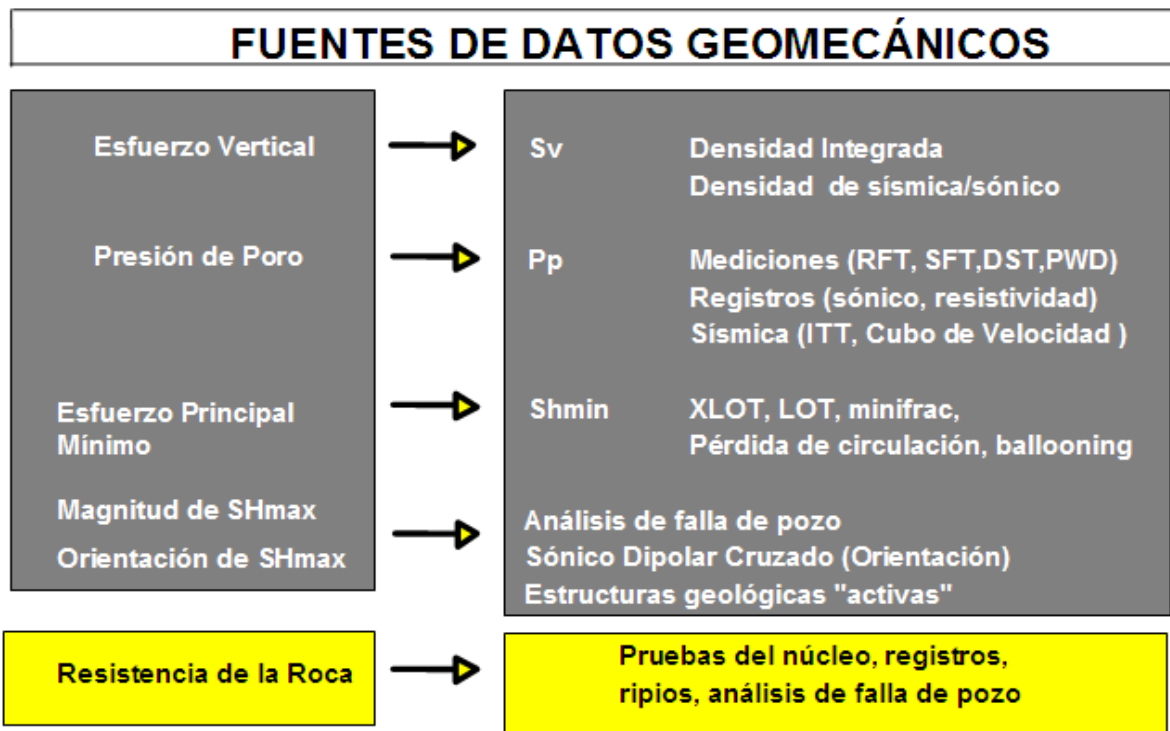 FUENTES DE DATOS GEOMECÁNICOS
Esfuerzo Vertical
Sv
Densidad Integrada
Densidad de sísmica/sónico
Presión de Poro
Pp
Mediciones (RFT, SFT,DST,PWD)
Registros (sónico, resistividad)
Sísmica (ITT, Cubo de Velocidad )
Esfuerzo Principal
Mínimo
Shmin
XLOT, LOT, minifrac,
Pérdida de circulación, ballooning
Magnitud de SHmax
Orientación de SHmax
Análisis de falla de pozo
Sónico Dipolar Cruzado (Orientación)
Estructuras geológicas "activas"
Resistencia de la Roca
Pruebas del núcleo, registros,
ripios, análisis de falla de pozo